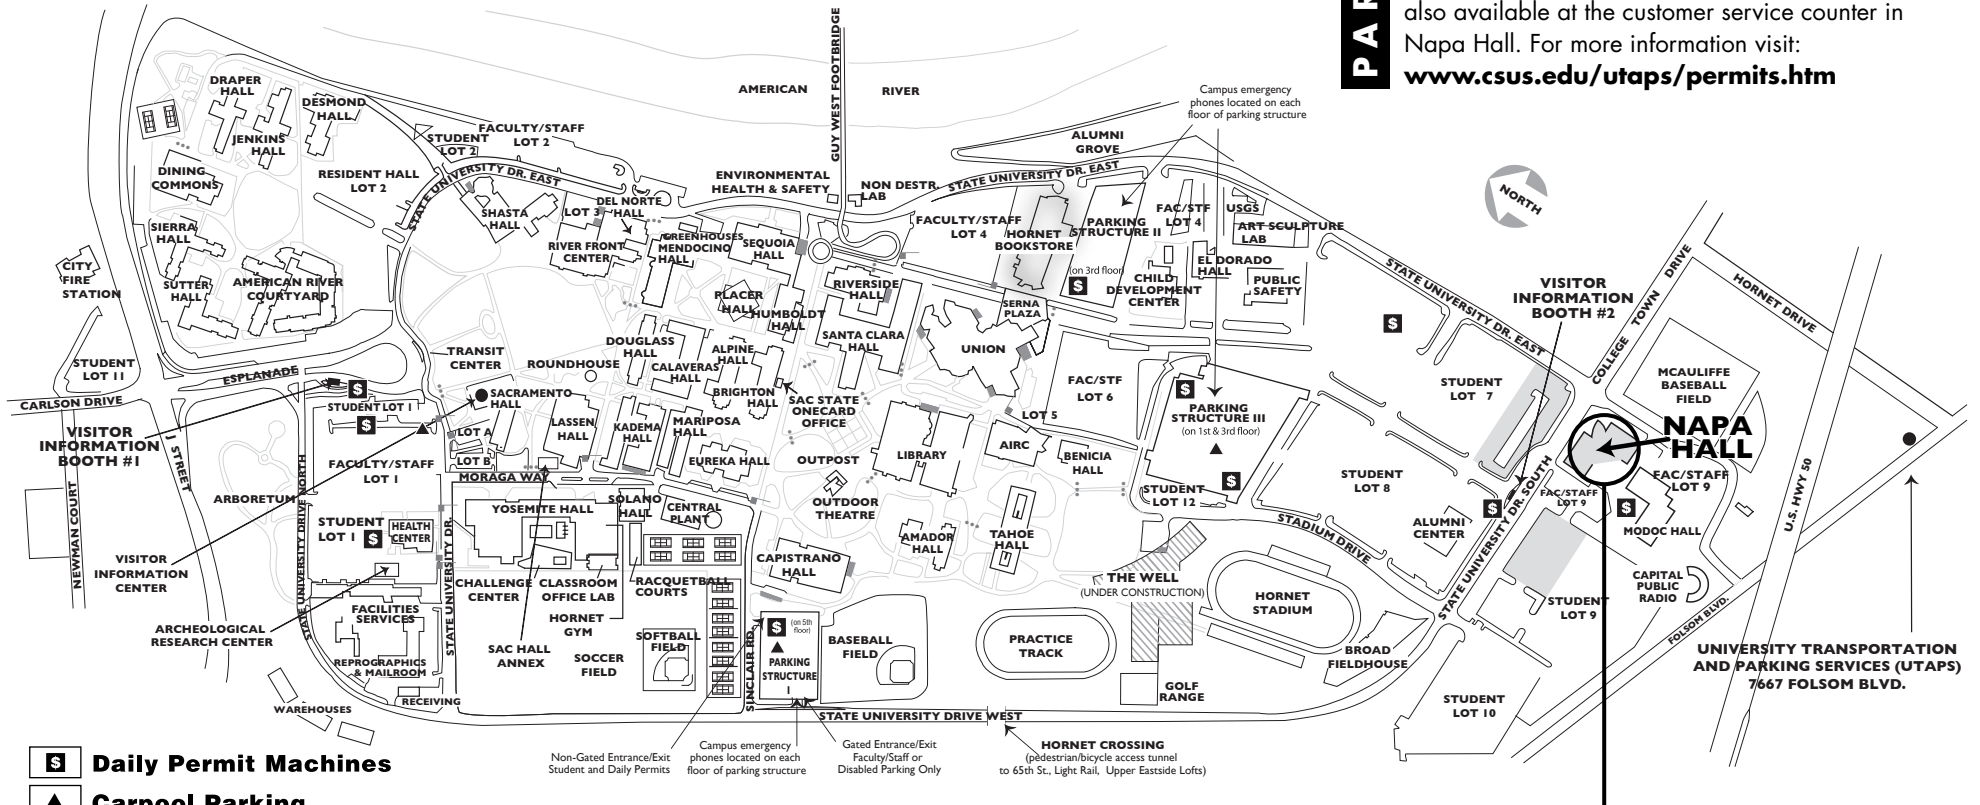 PAR
also available at the customer service counter in
Napa Hall. For more information visit:
www.csus.edu/utaps/permits.htm
AMERICAN
RIVER
GUY WEST FOOTBRIDGE
Campus emergency
phones located on each
floor of parking structure
DRAPER
HALL
DESMOND
HALL
JENKINS
HALL
DINING
COMMONS
RESIDENT HALL
LOT 2
STUDENT
LOT 2
FACULTY/STAFF
LOT 2
STATE UNIVERSITY DR. EAST
ENVIRONMENTAL
HEALTH & SAFETY
NON DESTR.
LAB
STATE UNIVERSITY DR. EAST
ALUMNI
GROVE
SIERRA
HALL
SUTTER
HALL
AMERICAN RIVER
COURTYARD
CITY
FIRE
STATION
SHASTA
HALL
LOT 3
DEL NORTE
HALL
RIVER FRONT
CENTER
GREENHOUSES
MENDOCINO
HALL
SEQUOIA
HALL
PLACER
HALL
HUMBOLDT
HALL
RIVERSIDE
HALL
SANTA CLARA
HALL
FACULTY/STAFF
LOT 4
HORNET
BOOKSTORE
PARKING
STRUCTURE II
(on 3rd floor)
$
FAC/STF
LOT 4
USGS
ART SCULPTURE
LAB
EL DORADO
HALL
CHILD
DEVELOPMENT
CENTER
PUBLIC
SAFETY
SERNA
PLAZA
UNION
NORTH
STATE UNIVERSITY DR. EAST
VISITOR
INFORMATION
BOOTH #2
COLLEGE TOWN DRIVE
HORNET DRIVE
MCAULIFFE
BASEBALL
FIELD
U.S. HWY 50
STUDENT
LOT 11
ESPLANADE
CARLSON DRIVE
J STREET
NEWMAN COURT
VISITOR
INFORMATION
BOOTH #1
$
STUDENT LOT 1
$
TRANSIT
CENTER
ROUNDHOUSE
SACRAMENTO
HALL
LOT A
LOT B
LASSEN
HALL
DOUGLASS
HALL
CALAVERAS
HALL
KADEMA
HALL
MARIPOSA
HALL
ALPINE
HALL
BRIGHTON
HALL
EUREKA HALL
SAC STATE
ONECARD
OFFICE
OUTPOST
OUTDOOR
THEATRE
LIBRARY
LOT 5
AIRC
BENICIA
HALL
FAC/STF
LOT 6
$
PARKING
STRUCTURE III
(on 1st & 3rd floor)
$
STUDENT
LOT 12
$
STUDENT
LOT 7
STUDENT
LOT 8
NAPA
HALL
FAC/STAFF
LOT 9
FAC/STAFF
LOT 9
$
$
MODOC HALL
ALUMNI
CENTER
STATE UNIVERSITY DR. SOUTH
STADIUM DRIVE
CAPITAL
PUBLIC
RADIO
STUDENT
LOT 9
FOLSOM BLVD.
ARBORETUM
FACULTY/STAFF
LOT 1
MORAGA WAY
STATE UNIVERSITY DRIVE NORTH
STUDENT
LOT 1
$
HEALTH
CENTER
STATE UNIVERSITY DR.
YOSEMITE HALL
SOLANO
HALL
CENTRAL
PLANT
AMADOR
HALL
TAHOE
HALL
CAPISTRANO
HALL
VISITOR
INFORMATION
CENTER
CHALLENGE
CENTER
CLASSROOM
OFFICE LAB
RACQUETBALL
COURTS
THE WELL
(UNDER CONSTRUCTION)
HORNET
STADIUM
ARCHEOLOGICAL
RESEARCH CENTER
FACILITIES
SERVICES
HORNET
GYM
SAC HALL
ANNEX
SOCCER
FIELD
SOFTBALL
FIELD
SINCLAIR RD.
$
(on 5th
floor)
PARKING
STRUCTURE
I
BASEBALL
FIELD
PRACTICE
TRACK
GOLF
RANGE
BROAD
FIELDHOUSE
STUDENT
LOT 10
UNIVERSITY TRANSPORTATION
AND PARKING SERVICES (UTAPS)
7667 FOLSOM BLVD.
REPROGRAPHICS
& MAILROOM
RECEIVING
WAREHOUSES
STATE UNIVERSITY DRIVE WEST
Non-Gated Entrance/Exit
Student and Daily Permits
Campus emergency
phones located on each
floor of parking structure
Gated Entrance/Exit
Faculty/Staff or
Disabled Parking Only
HORNET CROSSING
(pedestrian/bicycle access tunnel
to 65th St., Light Rail, Upper Eastside Lofts)
$ Daily Permit Machines
Carpool Parking